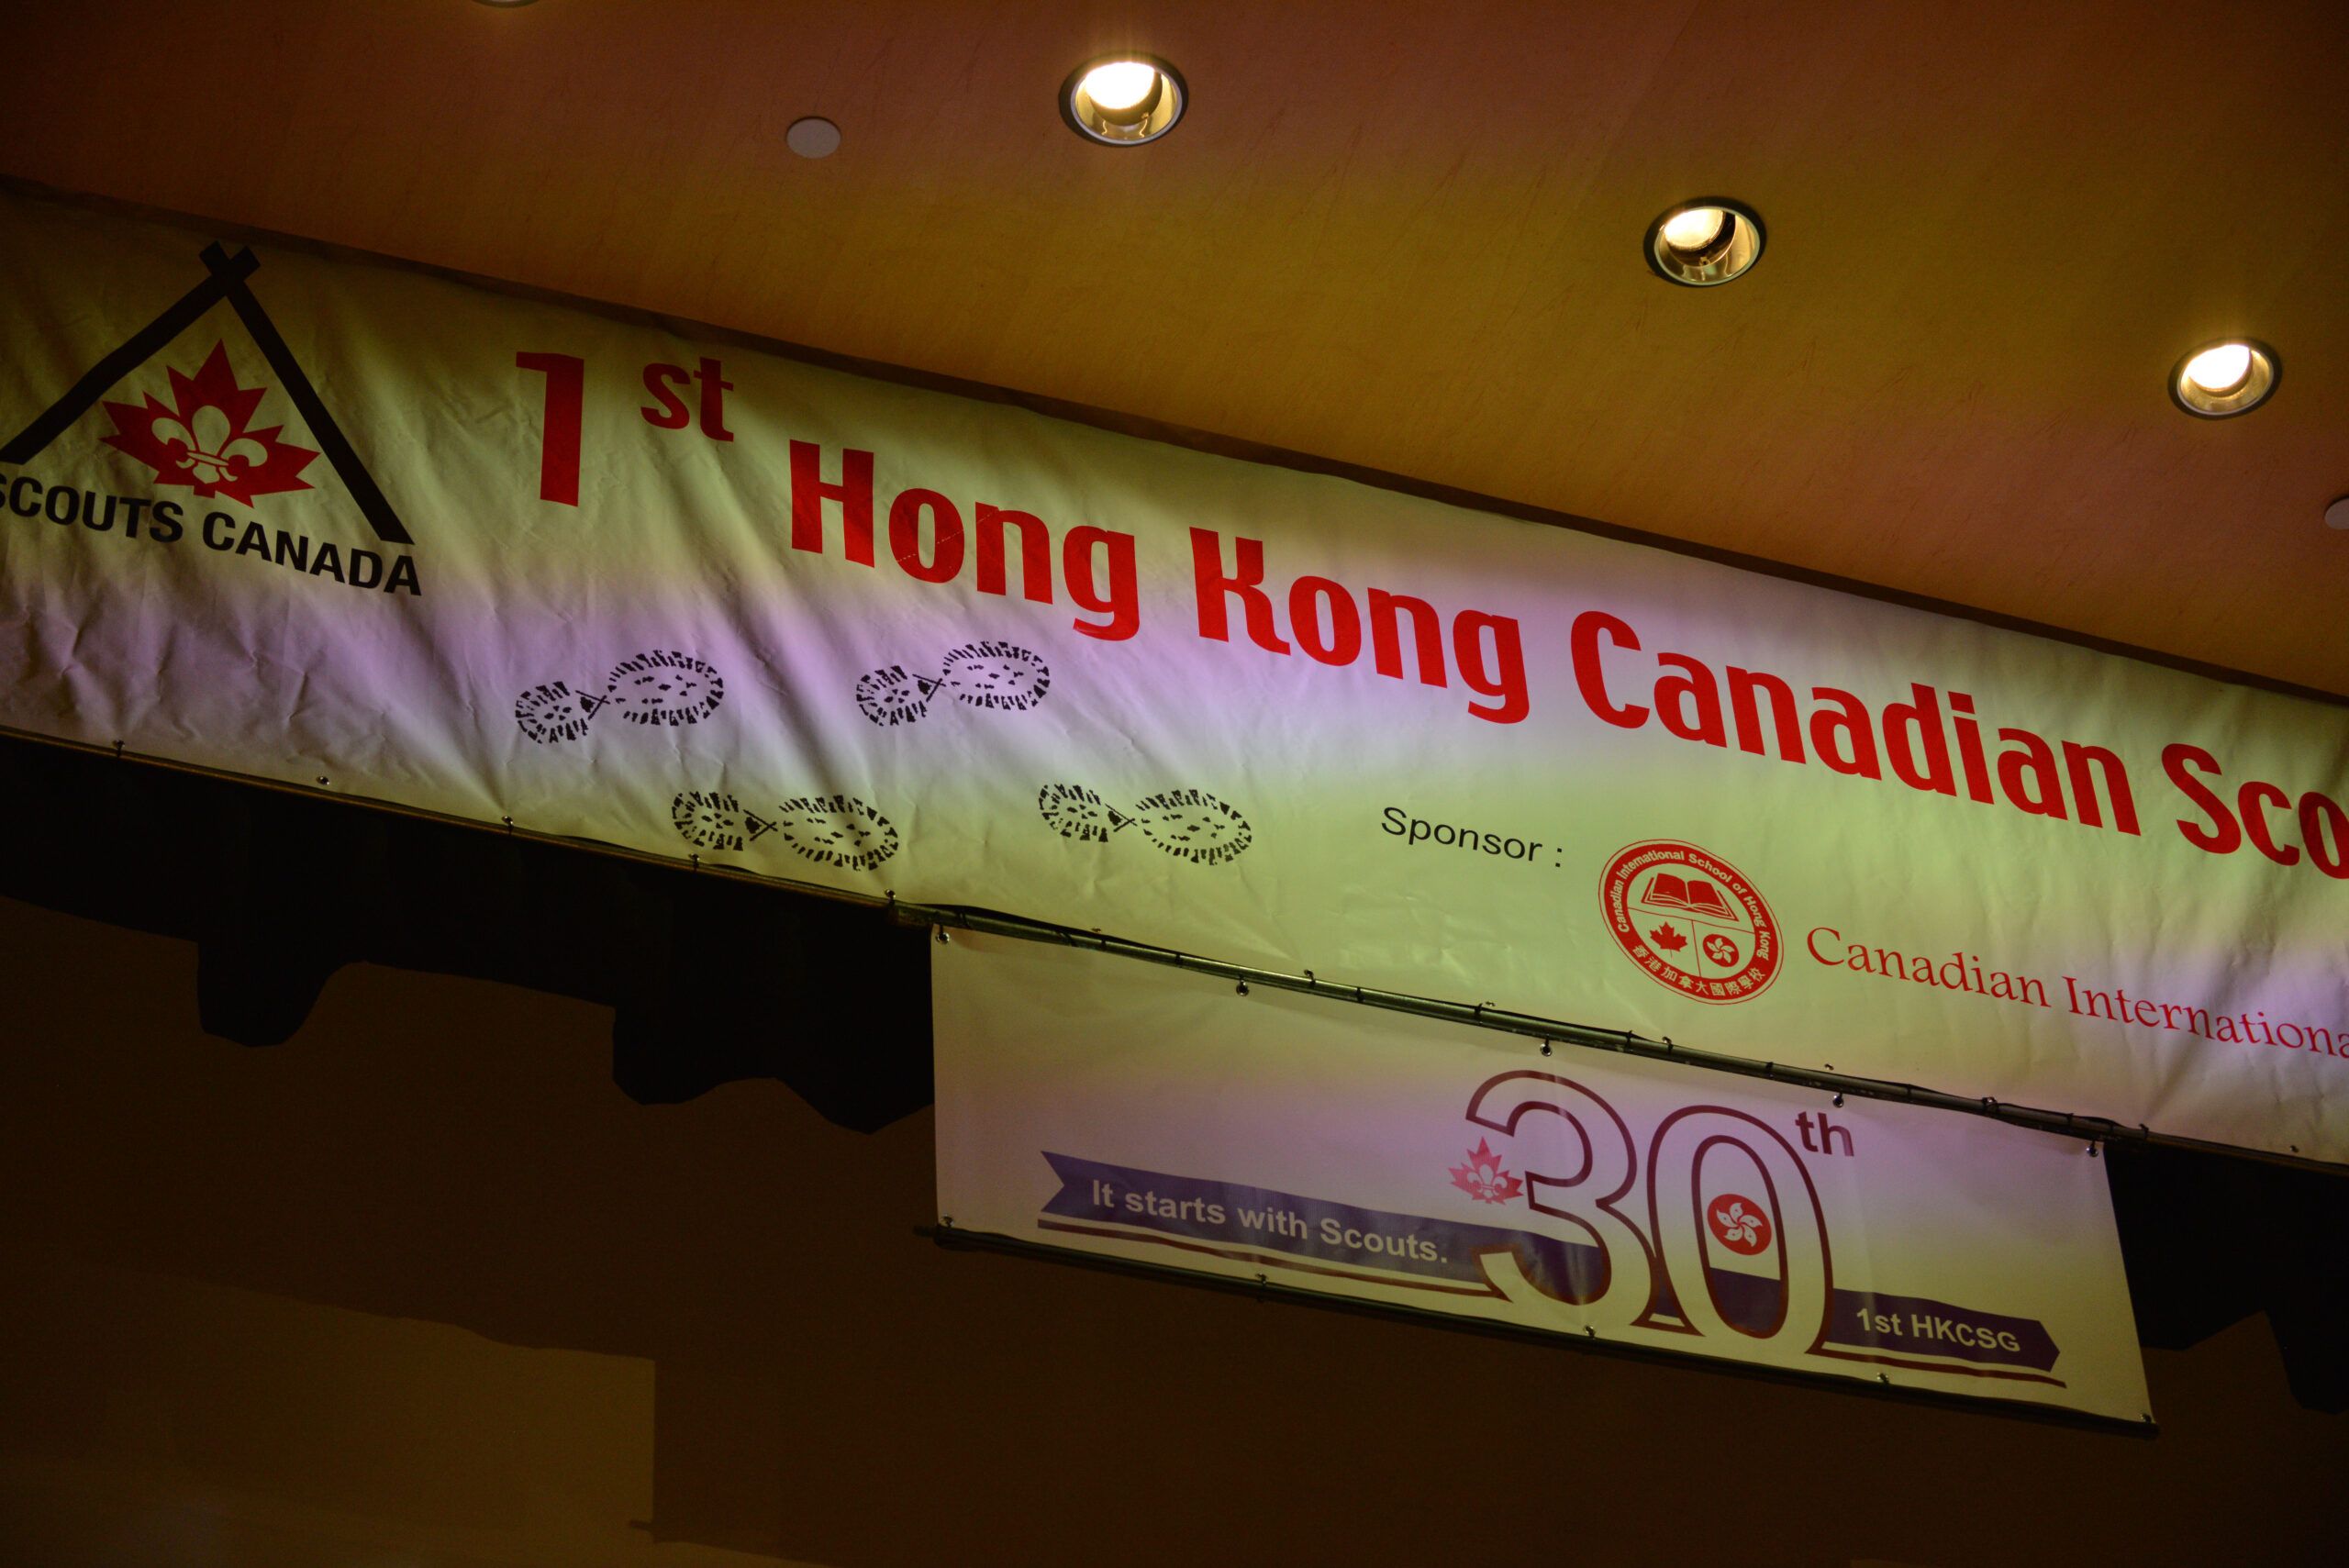 SCOUTS CANADA
1st Hong Kong Canadian Sco
Sponsor :
Canadian International School of Hong Kong
香港加拿大國際學校
Canadian Internationa
30th
It starts with Scouts.
1st HKCSG